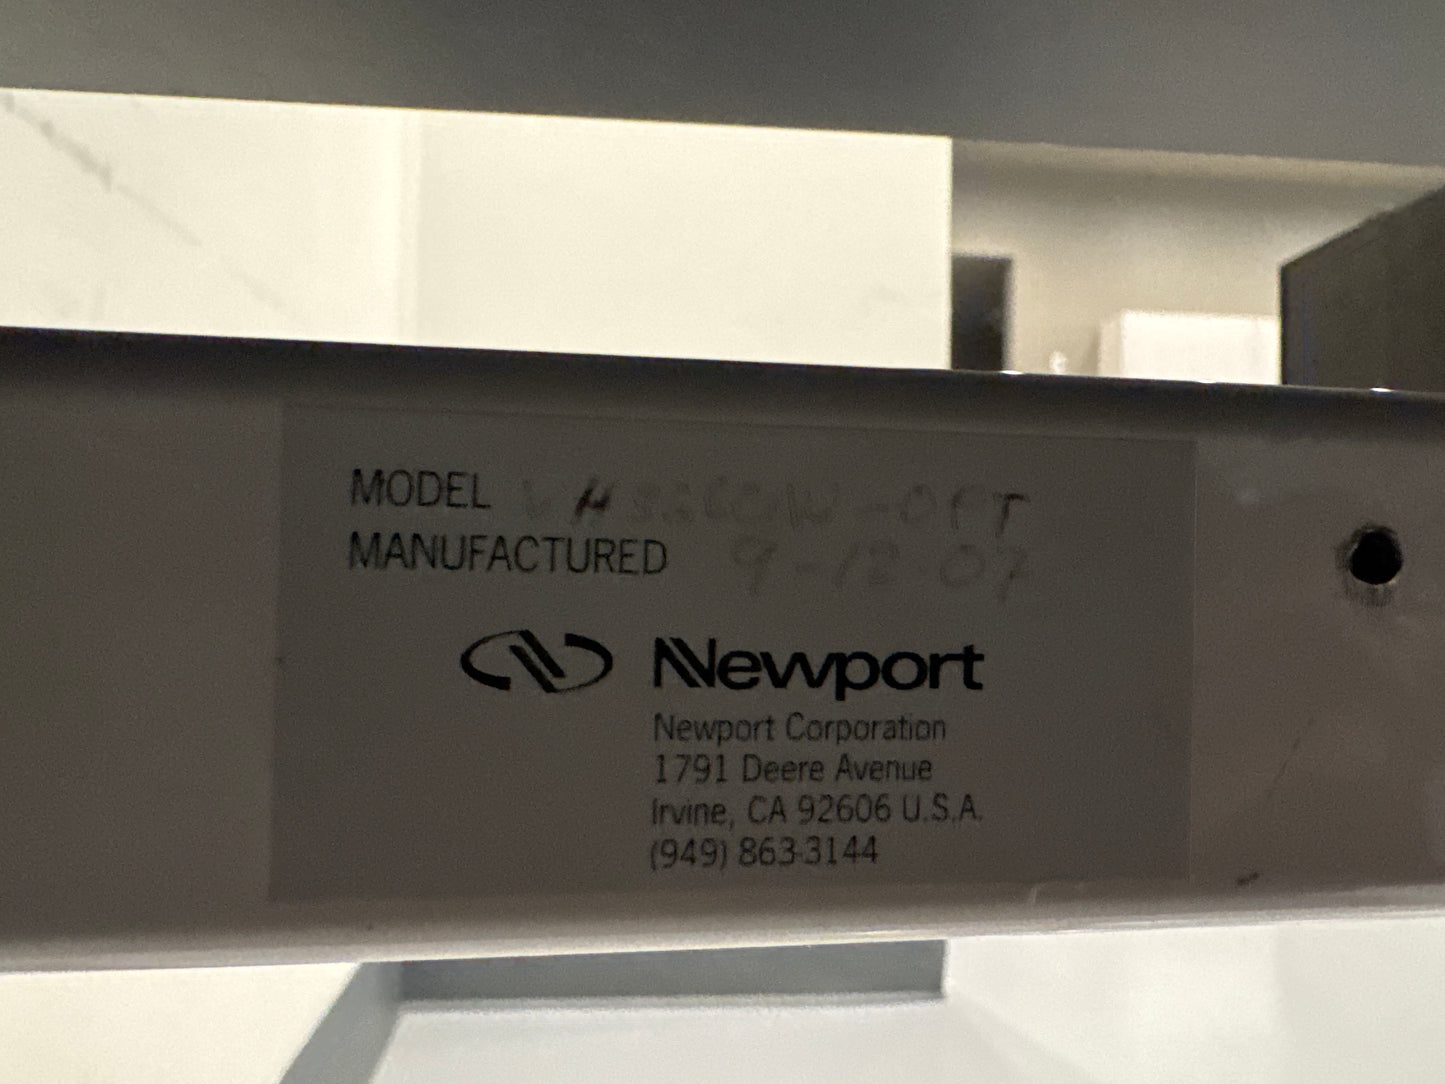 MODEL
MANUFACTURED 9-12 07
Newport
Newport Corporation
1791 Deere Avenue
Irvine, CA 92606 U.S.A.
(949) 863-3144